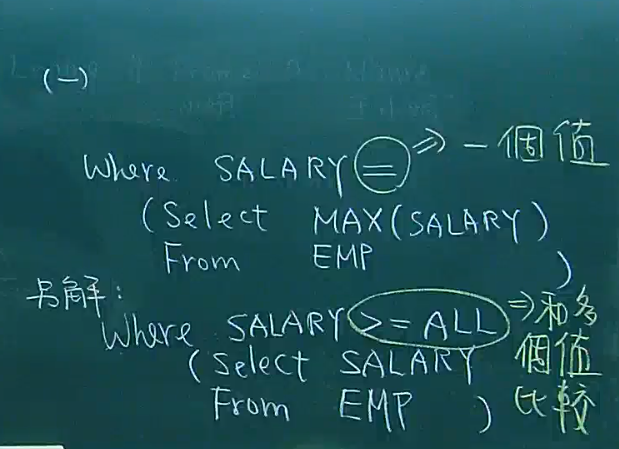 (一)
Where SALARY = ⇒ 一個值
(Select MAX(SALARY)
From EMP )
另解:
Where SALARY >= ALL ⇒ 和多
(Select SALARY 個值
From EMP ) 比較